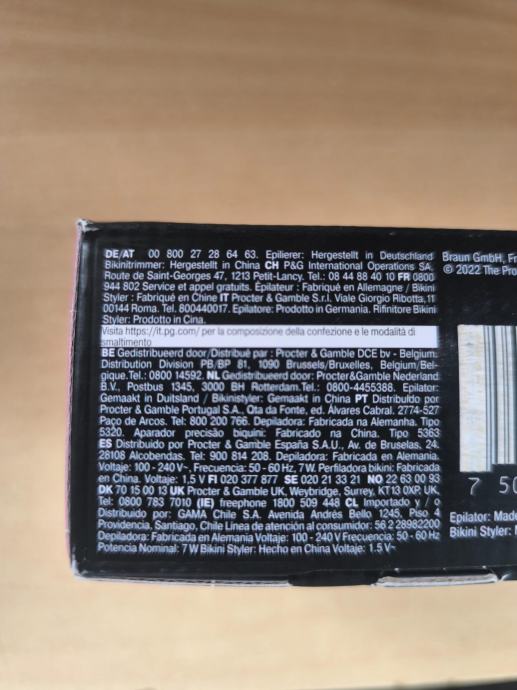 DE/AT 00 800 27 28 64 63. Epilierer: Hergestellt in Deutschland
Bikinitrimmer: Hergestellt in China CH P&G International Operations SA,
Route de Saint-Georges 47, 1213 Petit-Lancy. Tel.: 08 44 88 40 10 FR 0800
944 802 Service et appel gratuits. Épilateur : Fabriqué en Allemagne / Bikini
Styler : Fabriqué en Chine IT Procter & Gamble S.r.l. Viale Giorgio Ribotta, 11
00144 Roma. Tel. 800440017. Epilatore: Prodotto in Germania. Rifinitore Bikini
Styler: Prodotto in Cina.
Visita https://it.pg.com/ per la composizione della confezione e le modalità di
smaltimento
BE Gedistribueerd door/Distribué par : Procter & Gamble DCE bv - Belgium,
Distribution Division PB/BP 81, 1090 Brussels/Bruxelles, Belgium/Bel-
gique.Tel.: 0800 14592. NL Gedistribueerd door: Procter&Gamble Nederland
B.V., Postbus 1345, 3000 BH Rotterdam.Tel.: 0800-4455388. Epilator:
Gemaakt in Duitsland / Bikinistyler: Gemaakt in China PT Distribuído por
Procter & Gamble Portugal S.A., Qta da Fonte, ed. Álvares Cabral. 2774-527
Paço de Arcos. Tel: 800 200 766. Depiladora: Fabricada na Alemanha. Tipo
5320. Aparador precisão biquíni: Fabricado na China. Tipo 5363
ES Distribuido por Procter & Gamble España S.A.U., Av. de Bruselas, 24.
28108 Alcobendas. Tel: 900 814 208. Depiladora: Fabricada en Alemania.
Voltaje: 100 - 240 V~, Frecuencia: 50 - 60 Hz, 7 W. Perfiladora bikini: Fabricada
en China. Voltaje: 1,5 V FI 020 377 877 SE 020 21 33 21 NO 22 63 00 93
DK 70 15 00 13 UK Procter & Gamble UK, Weybridge, Surrey, KT13 0XP, UK
Tel: 0800 783 7010 (IE) freephone 1800 509 448 CL Importado y / o
Distribuido por: GAMA Chile S.A. Avenida Andrés Bello 1245, Piso 4
Providencia, Santiago, Chile Línea de atención al consumidor: 56 2 28982200
Depiladora: Fabricada en Alemania Voltaje: 100 - 240 V Frecuencia: 50 - 60 Hz
Potencia Nominal: 7 W Bikini Styler: Hecho en China Voltaje: 1.5 V~
Braun GmbH, Fr
© 2022 The Pro
7 50
Epilator: Made
Bikini Styler: